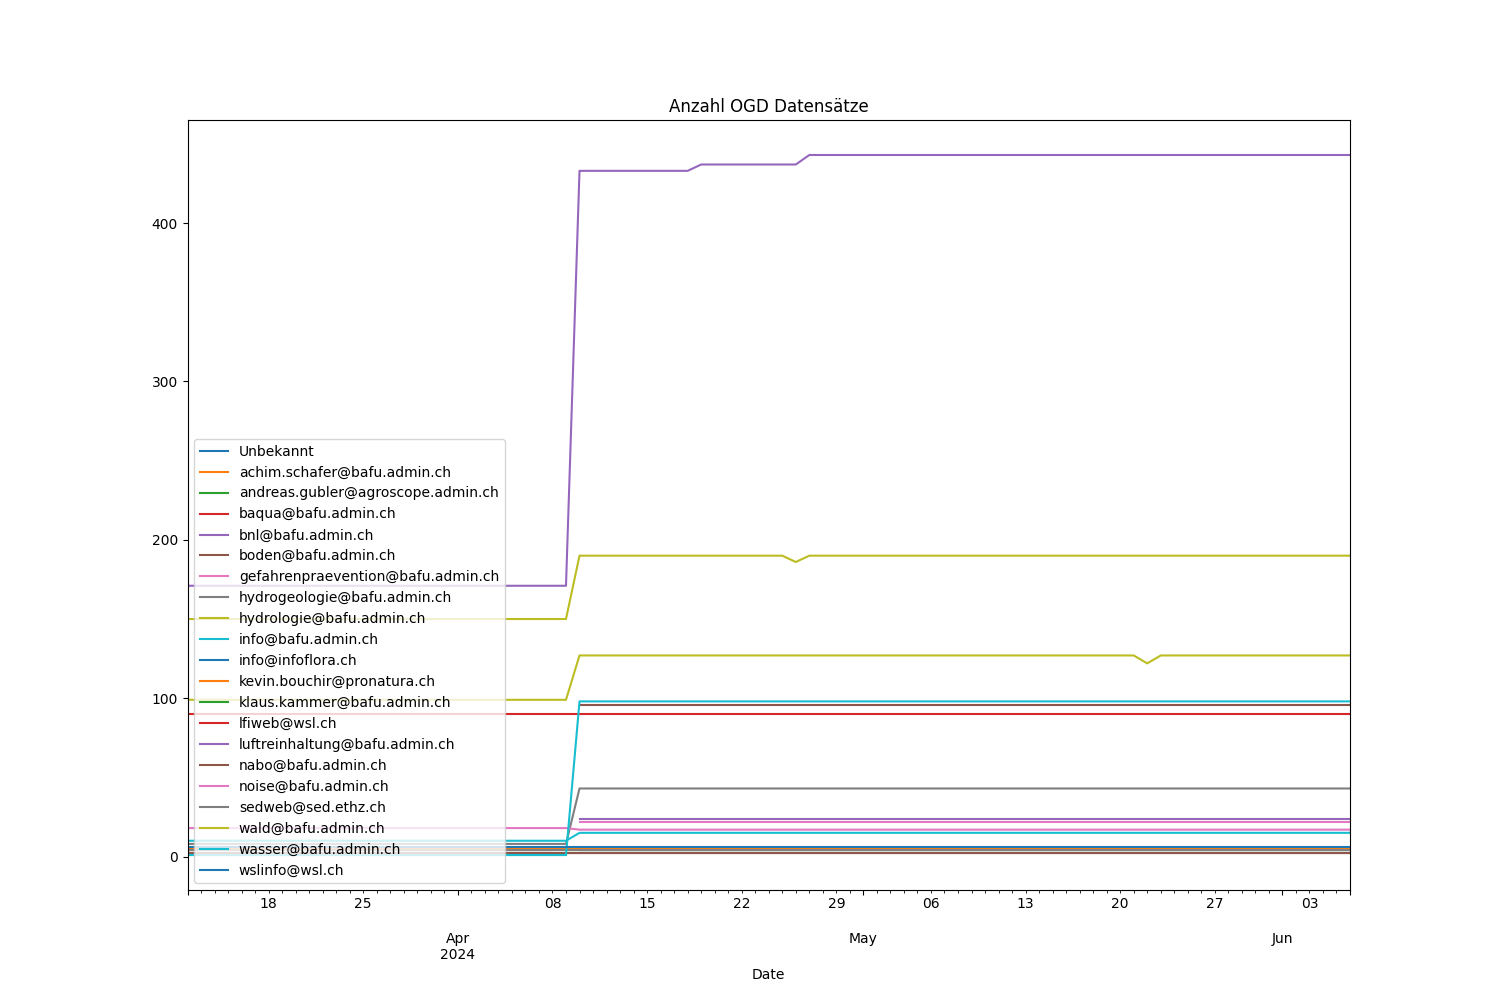 Anzahl OGD Datensätze
400
300
200
100
0
Unbekannt
achim.schafer@bafu.admin.ch
andreas.gubler@agroscope.admin.ch
baqua@bafu.admin.ch
bnl@bafu.admin.ch
boden@bafu.admin.ch
gefahrenpraevention@bafu.admin.ch
hydrogeologie@bafu.admin.ch
hydrologie@bafu.admin.ch
info@bafu.admin.ch
info@infoflora.ch
kevin.bouchir@pronatura.ch
klaus.kammer@bafu.admin.ch
lfiweb@wsl.ch
luftreinhaltung@bafu.admin.ch
nabo@bafu.admin.ch
noise@bafu.admin.ch
sedweb@sed.ethz.ch
wald@bafu.admin.ch
wasser@bafu.admin.ch
wslinfo@wsl.ch
18 25 08 15 22 29 06 13 20 27 03
Apr May Jun
2024
Date